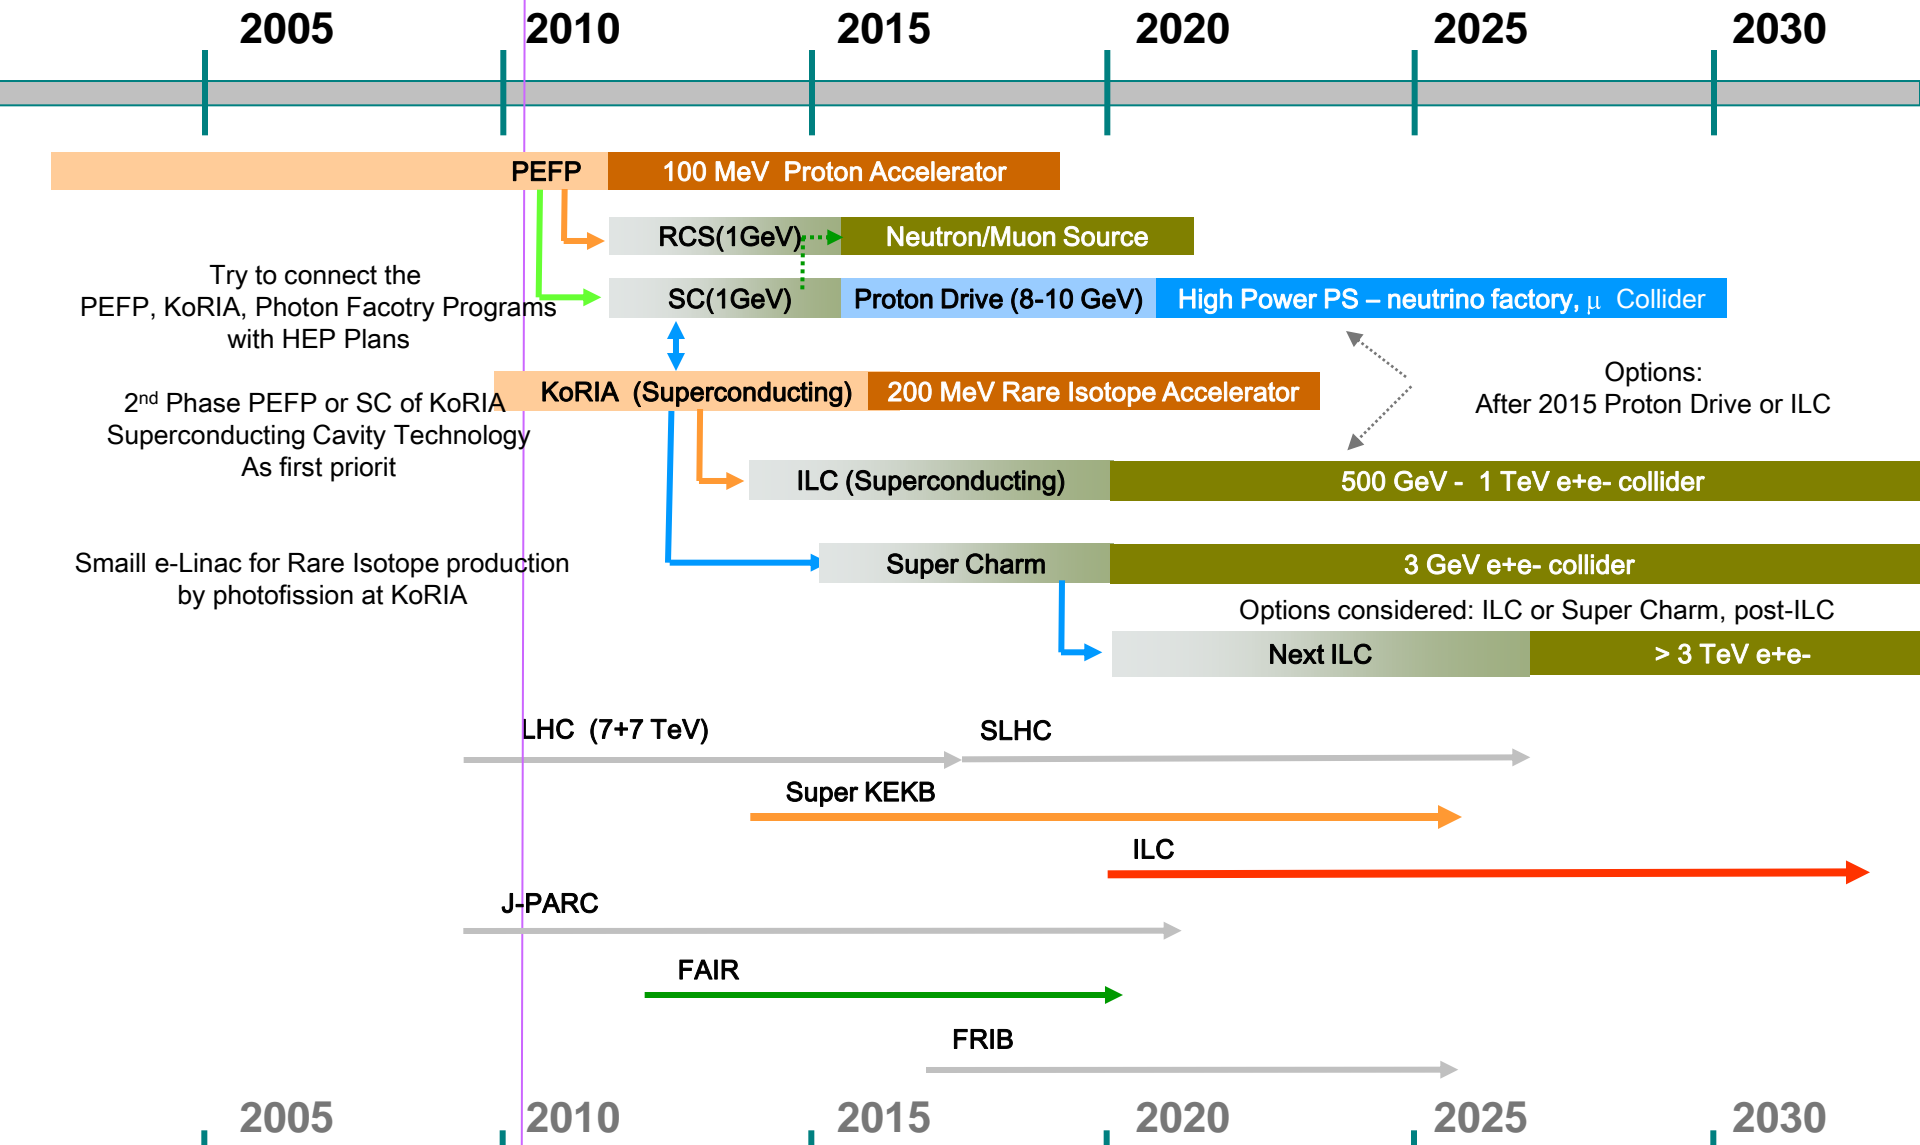 2005 2010 2015 2020 2025 2030
PEFP 100 MeV Proton Accelerator
RCS(1GeV) Neutron/Muon Source
Try to connect the
PEFP, KoRIA, Photon Facotry Programs
with HEP Plans
SC(1GeV) Proton Drive (8-10 GeV) High Power PS – neutrino factory, μ Collider
KoRIA (Superconducting) 200 MeV Rare Isotope Accelerator
Options:
After 2015 Proton Drive or ILC
2nd Phase PEFP or SC of KoRIA
Superconducting Cavity Technology
As first priorit
ILC (Superconducting) 500 GeV - 1 TeV e+e- collider
Smaill e-Linac for Rare Isotope production
by photofission at KoRIA
Super Charm 3 GeV e+e- collider
Options considered: ILC or Super Charm, post-ILC
Next ILC > 3 TeV e+e-
LHC (7+7 TeV) SLHC
Super KEKB
ILC
J-PARC
FAIR
FRIB
2005 2010 2015 2020 2025 2030